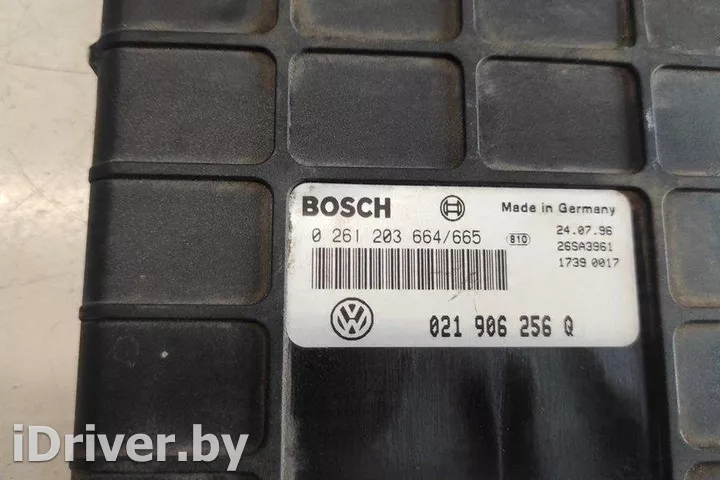 BOSCH
Made in Germany
0 261 203 664/665
810
24.07.96
26SA3961
1739 0017
021 906 256 Q
iDriver.by